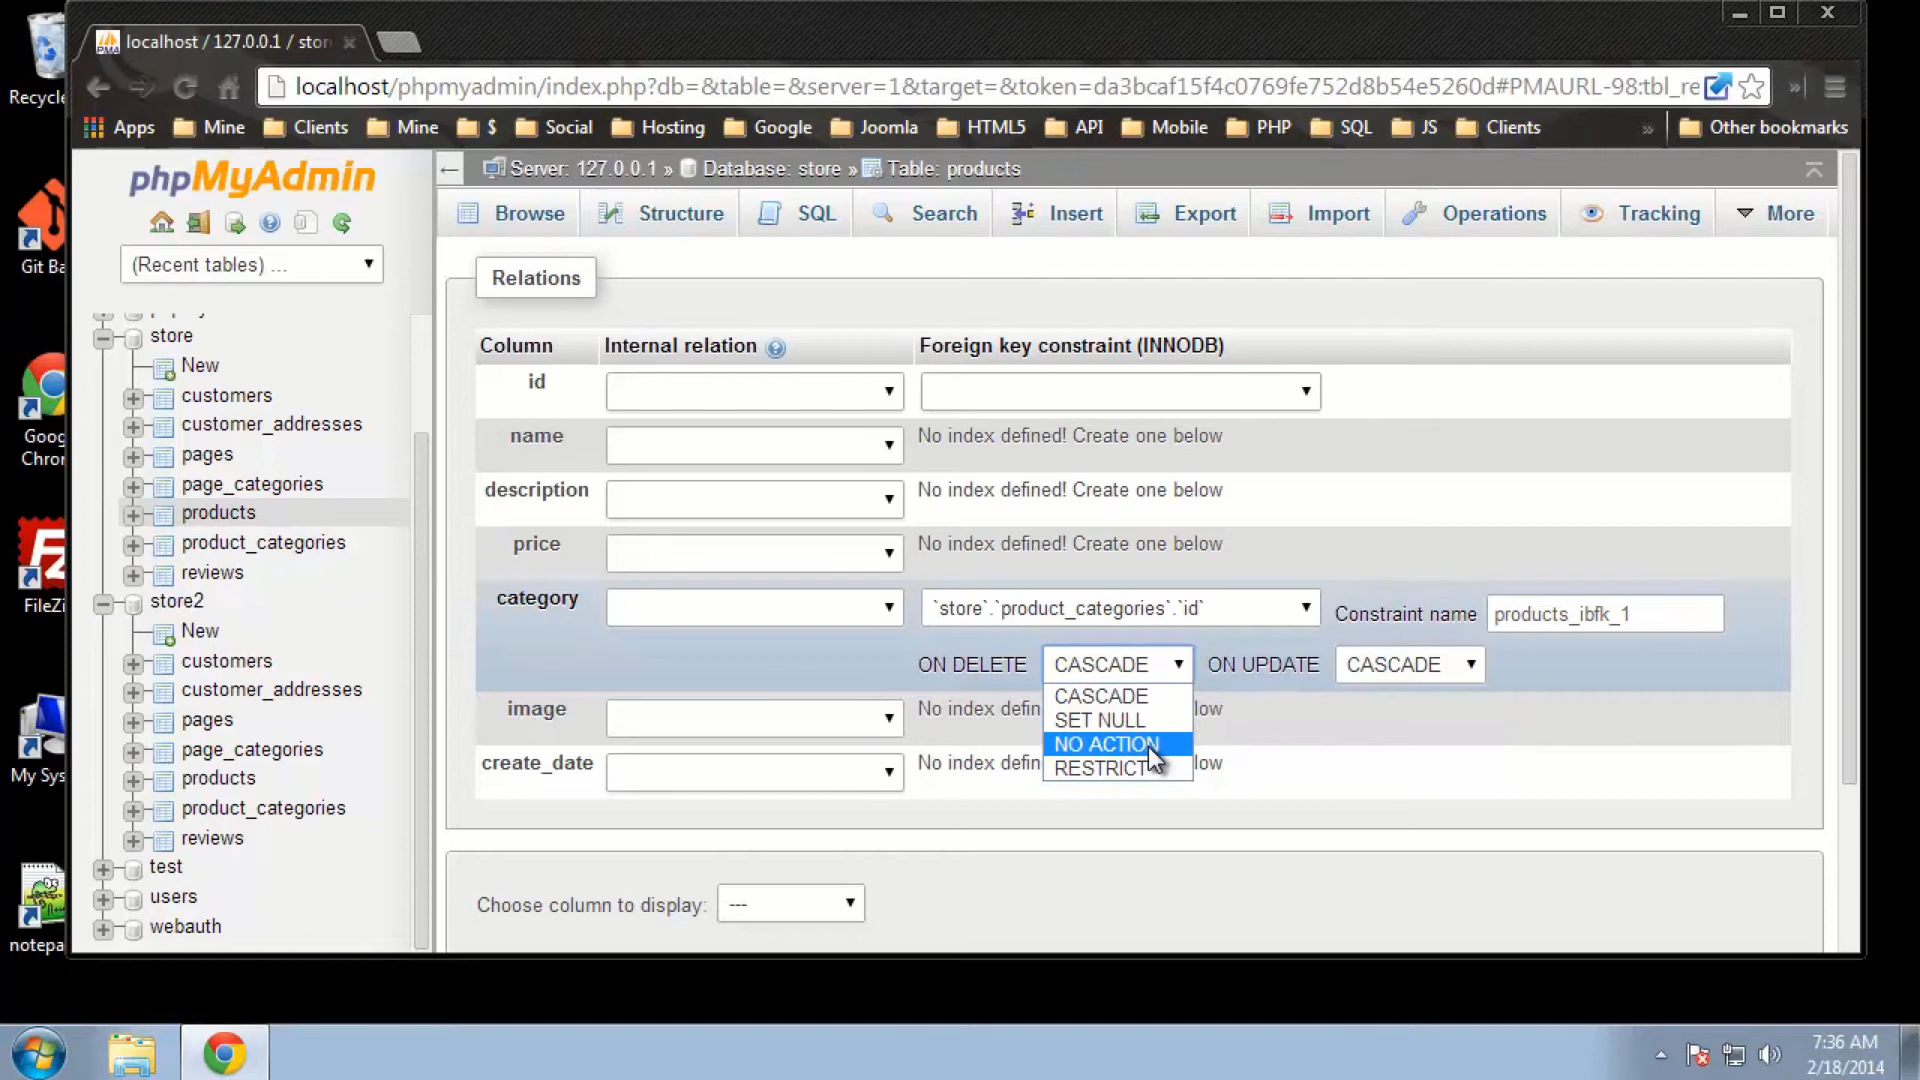 localhost / 127.0.0.1 / stor
localhost/phpmyadmin/index.php?db=&table=&server=1&target=&token=da3bcaf15f4c0769fe752d8b54e5260d#PMAURL-98:tbl_re
Apps Mine Clients Mine $ Social Hosting Google Joomla HTML5 API Mobile PHP SQL JS Clients » Other bookmarks
Recycle
Git Ba
Goog
Chron
FileZi
My Sys
notepa
phpMyAdmin
(Recent tables) ...
store
New
customers
customer_addresses
pages
page_categories
products
product_categories
reviews
store2
New
customers
customer_addresses
pages
page_categories
products
product_categories
reviews
test
users
webauth
Server: 127.0.0.1 » Database: store » Table: products
Browse Structure SQL Search Insert Export Import Operations Tracking More
Relations
Column Internal relation Foreign key constraint (INNODB)
id
name No index defined! Create one below
description No index defined! Create one below
price No index defined! Create one below
category `store`.`product_categories`.`id` Constraint name products_ibfk_1
ON DELETE CASCADE ON UPDATE CASCADE
CASCADE
SET NULL
NO ACTION
RESTRICT
image No index defin low
create_date No index defin low
Choose column to display: ---
7:36 AM
2/18/2014